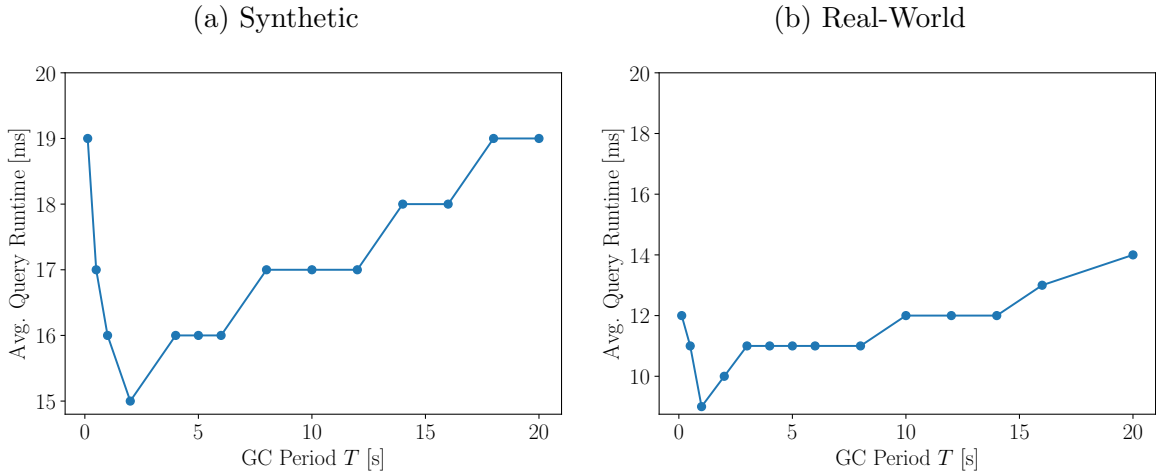 (a) Synthetic
20
19
18
17
16
15
Avg. Query Runtime [ms]
0 5 10 15 20
GC Period T [s]
(b) Real-World
20
18
16
14
12
10
Avg. Query Runtime [ms]
0 5 10 15 20
GC Period T [s]